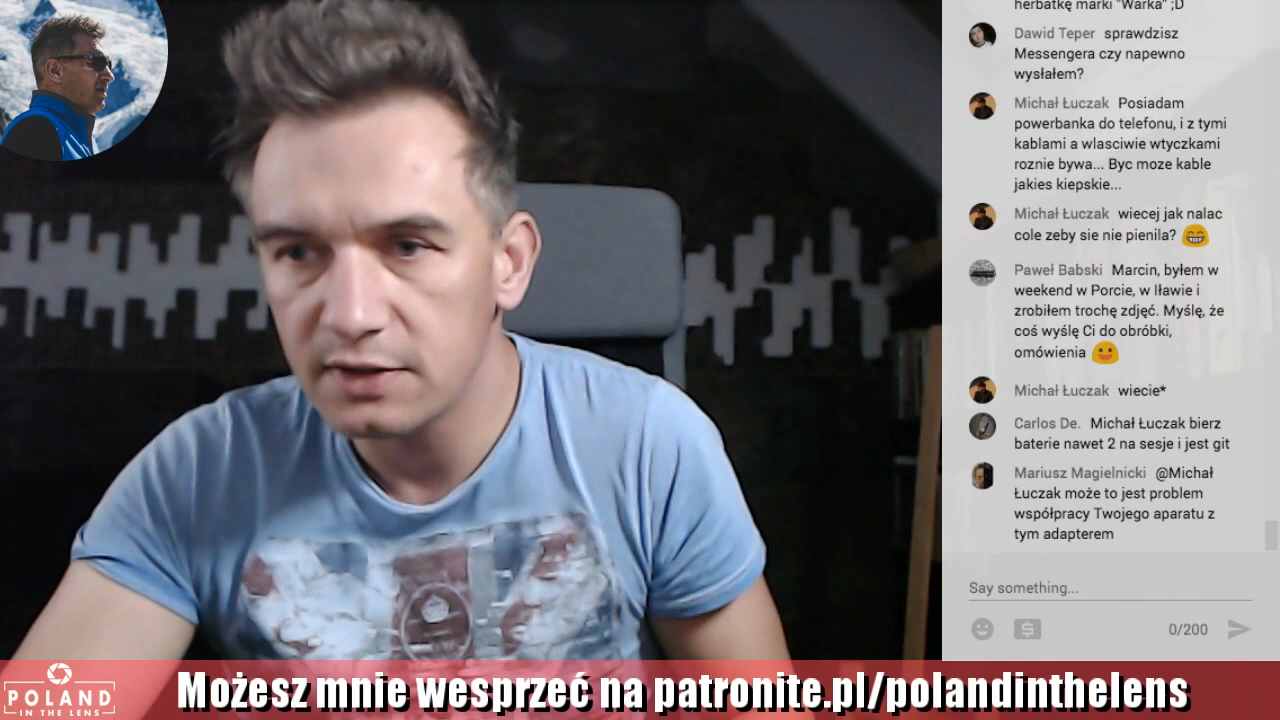 herbatkę marki "Warka" ;D
Dawid Teper sprawdzisz
Messengera czy napewno
wysłałem?
Michał Łuczak Posiadam
powerbanka do telefonu, i z tymi
kablami a wlasciwie wtyczkami
roznie bywa... Byc moze kable
jakies kiepskie...
Michał Łuczak wiecej jak nalac
cole zeby sie nie pienila? 😁
Paweł Babski Marcin, byłem w
weekend w Porcie, w Iławie i
zrobiłem trochę zdjęć. Myślę, że
coś wyślę Ci do obróbki,
omówienia 😃
Michał Łuczak wiecie*
Carlos De. Michał Łuczak bierz
baterie nawet 2 na sesje i jest git
Mariusz Magielnicki @Michał
Łuczak może to jest problem
współpracy Twojego aparatu z
tym adapterem
Say something...
0/200
POLAND
IN THE LENS
Możesz mnie wesprzeć na patronite.pl/polandinthelens